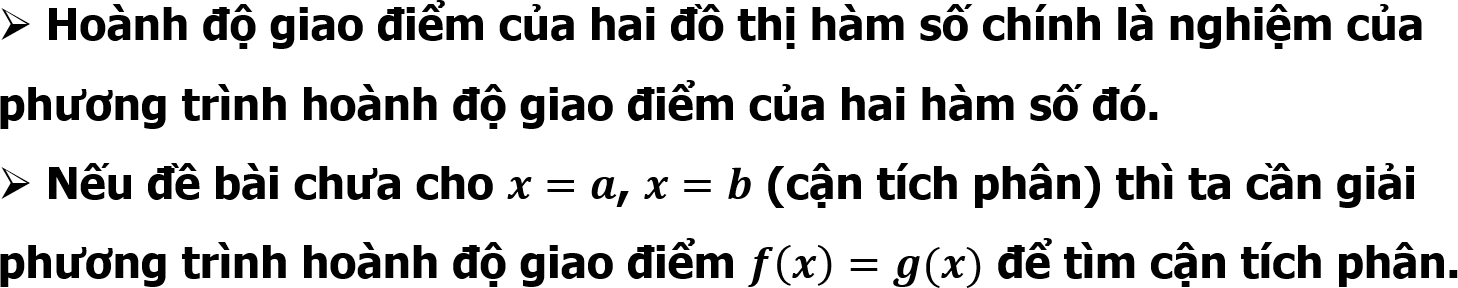 ➢ Hoành độ giao điểm của hai đồ thị hàm số chính là nghiệm của
phương trình hoành độ giao điểm của hai hàm số đó.
➢ Nếu đề bài chưa cho x = a, x = b (cận tích phân) thì ta cần giải
phương trình hoành độ giao điểm f(x) = g(x) để tìm cận tích phân.